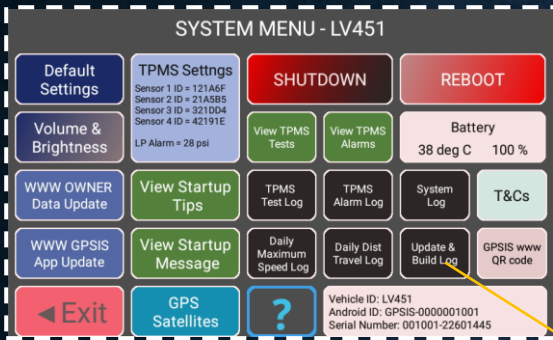 SYSTEM MENU - LV451
Default
Settings
TPMS Settngs
Sensor 1 ID = 121A6F
Sensor 2 ID = 21A5B5
Sensor 3 ID = 321DD4
Sensor 4 ID = 42191E
LP Alarm = 28 psi
SHUTDOWN
REBOOT
Volume &
Brightness
View TPMS
Tests
View TPMS
Alarms
Battery
38 deg C 100 %
WWW OWNER
Data Update
View Startup
Tips
TPMS
Test Log
TPMS
Alarm Log
System
Log
T&Cs
WWW GPSIS
App Update
View Startup
Message
Daily
Maximum
Speed Log
Daily Dist
Travel Log
Update &
Build Log
GPSIS www
QR code
◄Exit
GPS
Satellites
?
Vehicle ID: LV451
Android ID: GPSIS-0000001001
Serial Number: 001001-22601445